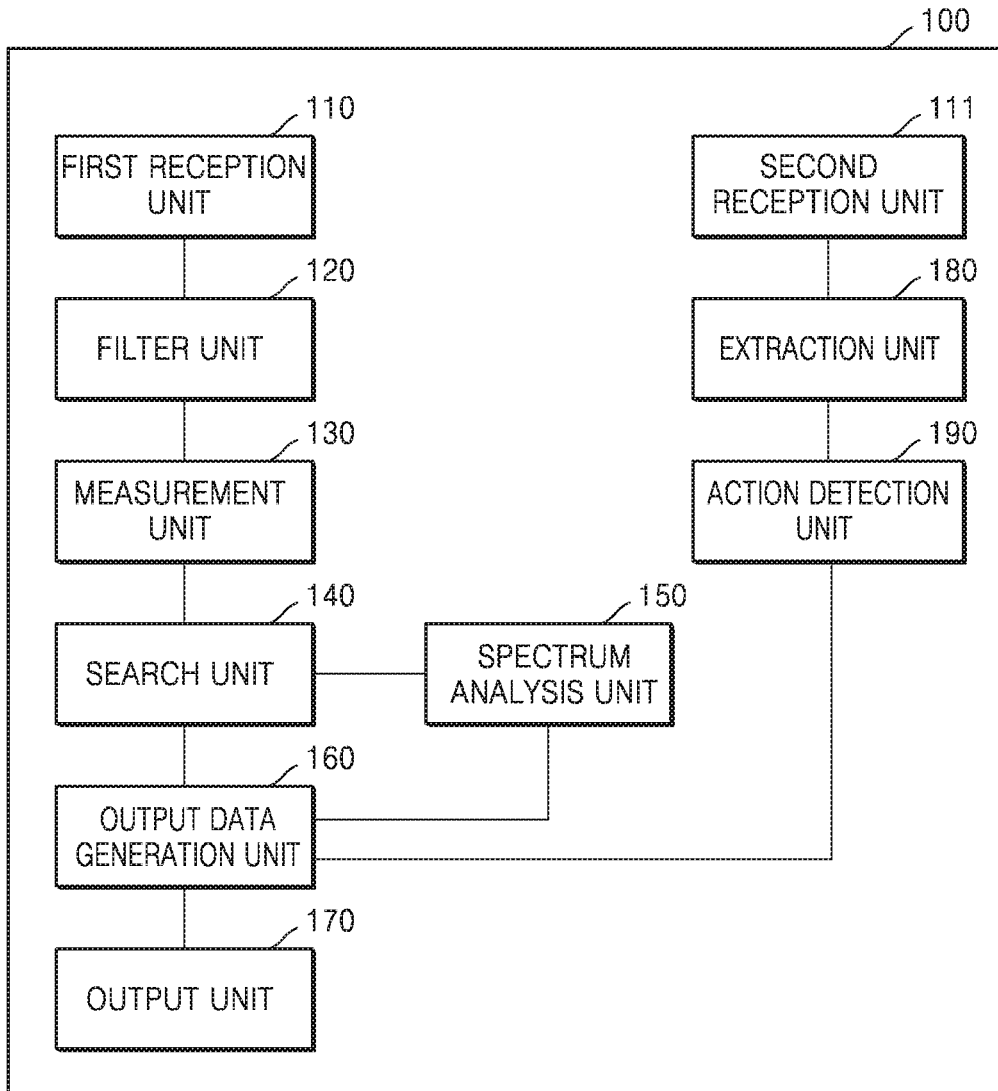 100
110
FIRST RECEPTION
UNIT
111
SECOND
RECEPTION UNIT
120
FILTER UNIT
180
EXTRACTION UNIT
130
MEASUREMENT
UNIT
190
ACTION DETECTION
UNIT
140
SEARCH UNIT
150
SPECTRUM
ANALYSIS UNIT
160
OUTPUT DATA
GENERATION UNIT
170
OUTPUT UNIT